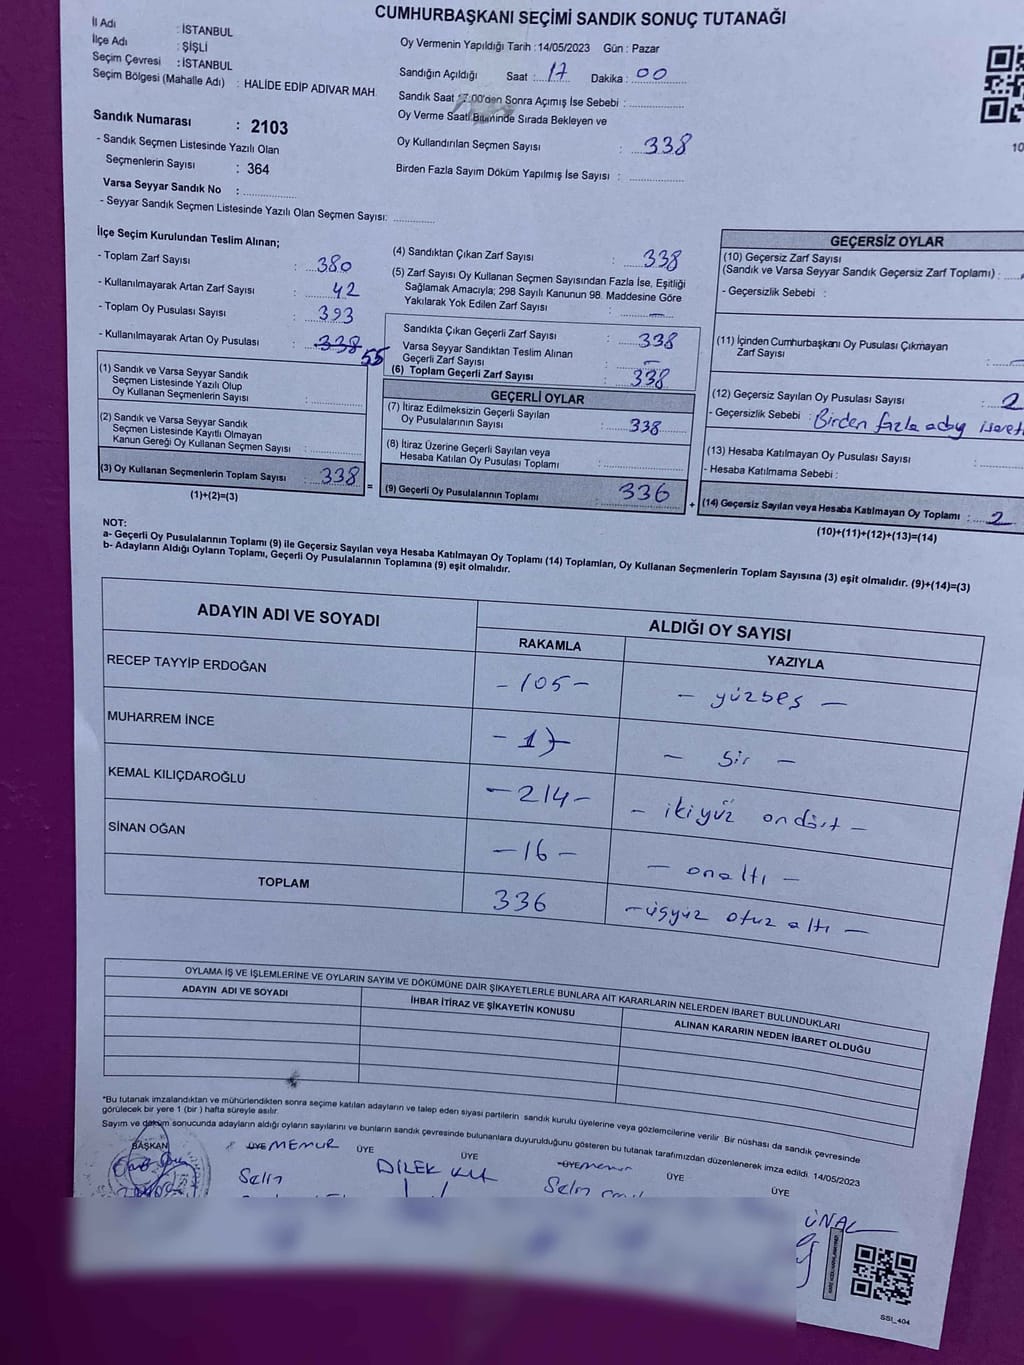 CUMHURBAŞKANI SEÇİMİ SANDIK SONUÇ TUTANAĞI
İl Adı : İSTANBUL
İlçe Adı : ŞİŞLİ
Seçim Çevresi : İSTANBUL
Seçim Bölgesi (Mahalle Adı) : HALİDE EDİP ADIVAR MAH
Sandık Numarası : 2103
- Sandık Seçmen Listesinde Yazılı Olan
Seçmenlerin Sayısı : 364
Varsa Seyyar Sandık No :
- Seyyar Sandık Seçmen Listesinde Yazılı Olan Seçmen Sayısı:
Oy Vermenin Yapıldığı Tarih : 14/05/2023 Gün : Pazar
Sandığın Açıldığı Saat : 17 Dakika : 00
Sandık Saat 17:00'den Sonra Açımış İse Sebebi :
Oy Verme Saati Bitiminde Sırada Bekleyen ve
Oy Kullandırılan Seçmen Sayısı : 338
Birden Fazla Sayım Döküm Yapılmış İse Sayısı :
10
İlçe Seçim Kurulundan Teslim Alınan;
- Toplam Zarf Sayısı : 380
- Kullanılmayarak Artan Zarf Sayısı : 42
- Toplam Oy Pusulası Sayısı : 393
- Kullanılmayarak Artan Oy Pusulası : 338 55
(1) Sandık ve Varsa Seyyar Sandık
Seçmen Listesinde Yazılı Olup
Oy Kullanan Seçmenlerin Sayısı :
(2) Sandık ve Varsa Seyyar Sandık
Seçmen Listesinde Kayıtlı Olmayan
Kanun Gereği Oy Kullanan Seçmen Sayısı :
(3) Oy Kullanan Seçmenlerin Toplam Sayısı : 338
(1)+(2)=(3)
(4) Sandıktan Çıkan Zarf Sayısı : 338
(5) Zarf Sayısı Oy Kullanan Seçmen Sayısından Fazla İse, Eşitliği
Sağlamak Amacıyla; 298 Sayılı Kanunun 98. Maddesine Göre
Yakılarak Yok Edilen Zarf Sayısı : —
Sandıkta Çıkan Geçerli Zarf Sayısı : 338
Varsa Seyyar Sandıktan Teslim Alınan
Geçerli Zarf Sayısı : —
(6) Toplam Geçerli Zarf Sayısı : 338
GEÇERLİ OYLAR
(7) İtiraz Edilmeksizin Geçerli Sayılan
Oy Pusulalarının Sayısı : 338
(8) İtiraz Üzerine Geçerli Sayılan veya
Hesaba Katılan Oy Pusulası Toplamı :
= (9) Geçerli Oy Pusulalarının Toplamı : 336
GEÇERSİZ OYLAR
(10) Geçersiz Zarf Sayısı
(Sandık ve Varsa Seyyar Sandık Geçersiz Zarf Toplamı) :
- Geçersizlik Sebebi :
(11) İçinden Cumhurbaşkanı Oy Pusulası Çıkmayan
Zarf Sayısı : —
(12) Geçersiz Sayılan Oy Pusulası Sayısı : 2
- Geçersizlik Sebebi : Birden fazla aday işareti
(13) Hesaba Katılmayan Oy Pusulası Sayısı :
- Hesaba Katılmama Sebebi :
+ (14) Geçersiz Sayılan veya Hesaba Katılmayan Oy Toplamı : 2
(10)+(11)+(12)+(13)=(14)
NOT:
a- Geçerli Oy Pusulalarının Toplamı (9) ile Geçersiz Sayılan veya Hesaba Katılmayan Oy Toplamı (14) Toplamları, Oy Kullanan Seçmenlerin Toplam Sayısına (3) eşit olmalıdır. (9)+(14)=(3)
b- Adayların Aldığı Oyların Toplamı, Geçerli Oy Pusulalarının Toplamına (9) eşit olmalıdır.
ADAYIN ADI VE SOYADI
ALDIĞI OY SAYISI
RAKAMLA YAZIYLA
RECEP TAYYİP ERDOĞAN - 105 - - yüzbeş -
MUHARREM İNCE - 1 - - bir -
KEMAL KILIÇDAROĞLU - 214 - - ikiyüz ondört -
SİNAN OĞAN - 16 - - onaltı -
TOPLAM 336 - üçyüz otuz altı -
OYLAMA İŞ VE İŞLEMLERİNE VE OYLARIN SAYIM VE DÖKÜMÜNE DAİR ŞİKAYETLERLE BUNLARA AİT KARARLARIN NELERDEN İBARET BULUNDUKLARI
ADAYIN ADI VE SOYADI İHBAR İTİRAZ VE ŞİKAYETİN KONUSU ALINAN KARARIN NEDEN İBARET OLDUĞU
*Bu tutanak imzalandıktan ve mühürlendikten sonra seçime katılan adayların ve talep eden siyasi partilerin sandık kurulu üyelerine veya gözlemcilerine verilir Bir nüshası da sandık çevresinde
görülecek bir yere 1 (bir ) hafta süreyle asılır.
Sayım ve döküm sonucunda adayların aldığı oyların sayılarını ve bunların sandık çevresinde bulunanlara duyurulduğunu gösteren bu tutanak tarafımızdan düzenlenerek imza edildi. 14/05/2023
BAŞKAN ÜYE MEMUR ÜYE ÜYE ÜYE memur ÜYE ÜYE
Selin DİLEK Selin
ÜNAL
SSI_404